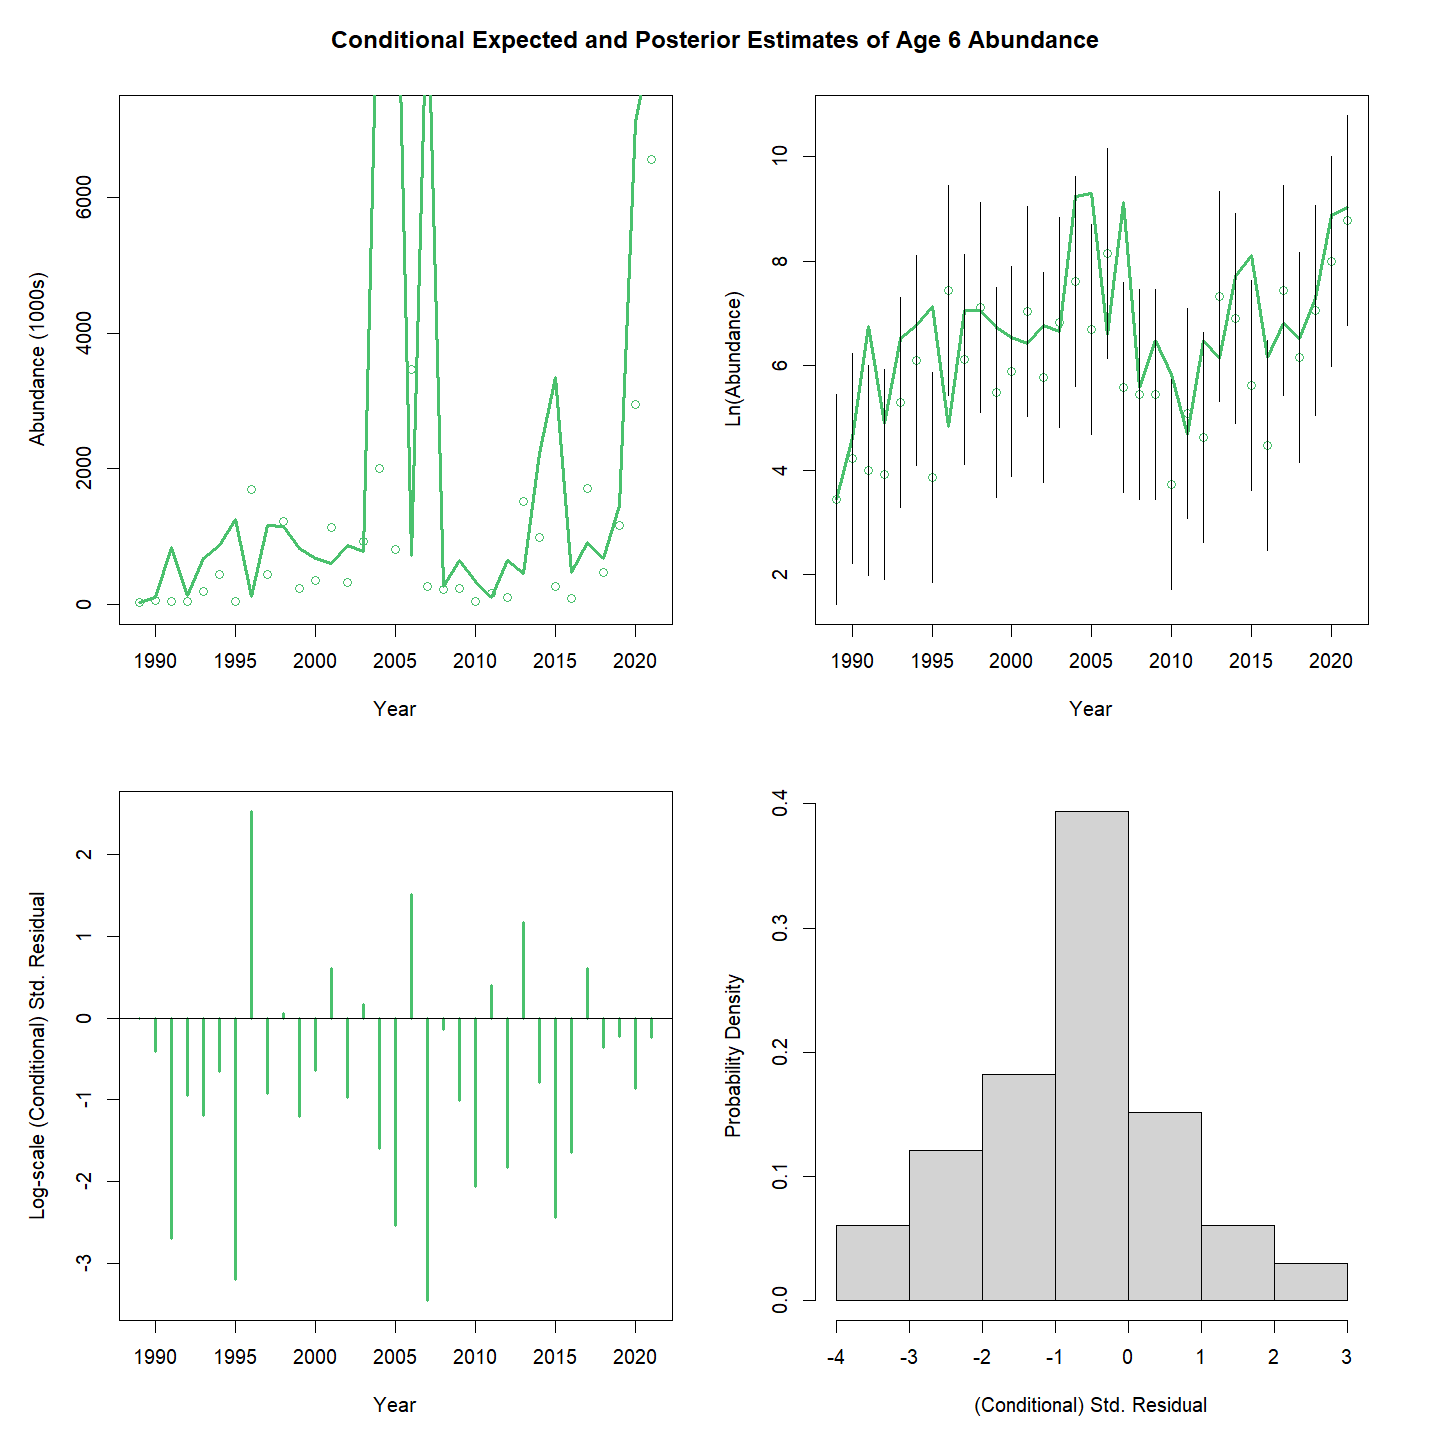 Conditional Expected and Posterior Estimates of Age 6 Abundance
Abundance (1000s)
0 2000 4000 6000
1990 1995 2000 2005 2010 2015 2020
Year
Ln(Abundance)
2 4 6 8 10
1990 1995 2000 2005 2010 2015 2020
Year
Log-scale (Conditional) Std. Residual
-3 -2 -1 0 1 2
1990 1995 2000 2005 2010 2015 2020
Year
Probability Density
0.0 0.1 0.2 0.3 0.4
-4 -3 -2 -1 0 1 2 3
(Conditional) Std. Residual